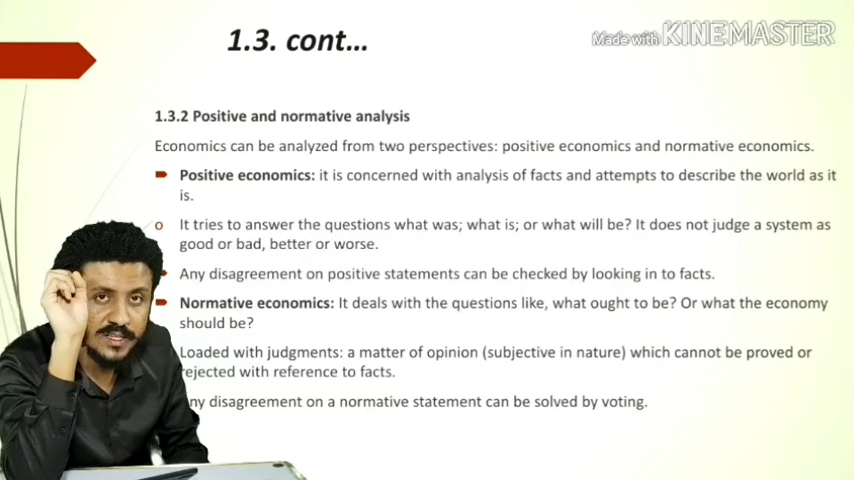 1.3. cont...
Made with KINEMASTER
1.3.2 Positive and normative analysis
Economics can be analyzed from two perspectives: positive economics and normative economics.
Positive economics: it is concerned with analysis of facts and attempts to describe the world as it
is.
o It tries to answer the questions what was; what is; or what will be? It does not judge a system as
good or bad, better or worse.
Any disagreement on positive statements can be checked by looking in to facts.
Normative economics: It deals with the questions like, what ought to be? Or what the economy
should be?
Loaded with judgments: a matter of opinion (subjective in nature) which cannot be proved or
rejected with reference to facts.
ny disagreement on a normative statement can be solved by voting.